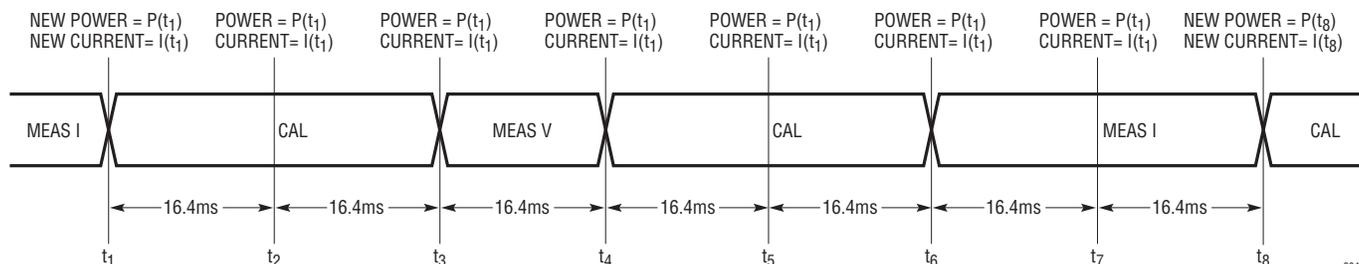 NEW POWER = P(t₁)
NEW CURRENT= I(t₁)
POWER = P(t₁)
CURRENT= I(t₁)
POWER = P(t₁)
CURRENT= I(t₁)
POWER = P(t₁)
CURRENT= I(t₁)
POWER = P(t₁)
CURRENT= I(t₁)
POWER = P(t₁)
CURRENT= I(t₁)
POWER = P(t₁)
CURRENT= I(t₁)
NEW POWER = P(t₈)
NEW CURRENT= I(t₈)
MEAS I
CAL
MEAS V
CAL
MEAS I
CAL
16.4ms
16.4ms
16.4ms
16.4ms
16.4ms
16.4ms
16.4ms
t₁
t₂
t₃
t₄
t₅
t₆
t₇
t₈